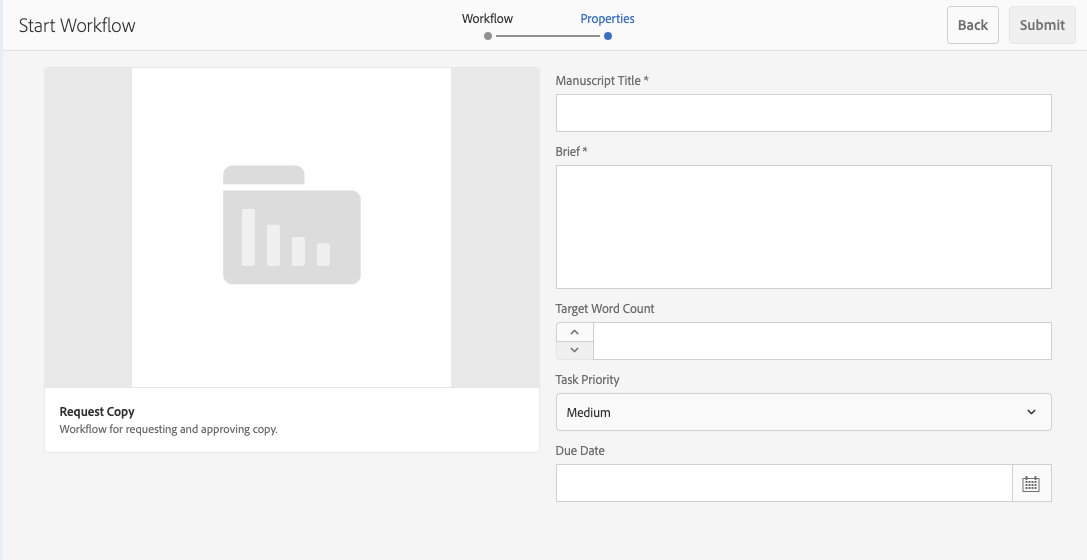 Start Workflow
Workflow
Properties
Back
Submit
Manuscript Title *
Brief *
Target Word Count
Task Priority
Medium
Due Date
Request Copy
Workflow for requesting and approving copy.